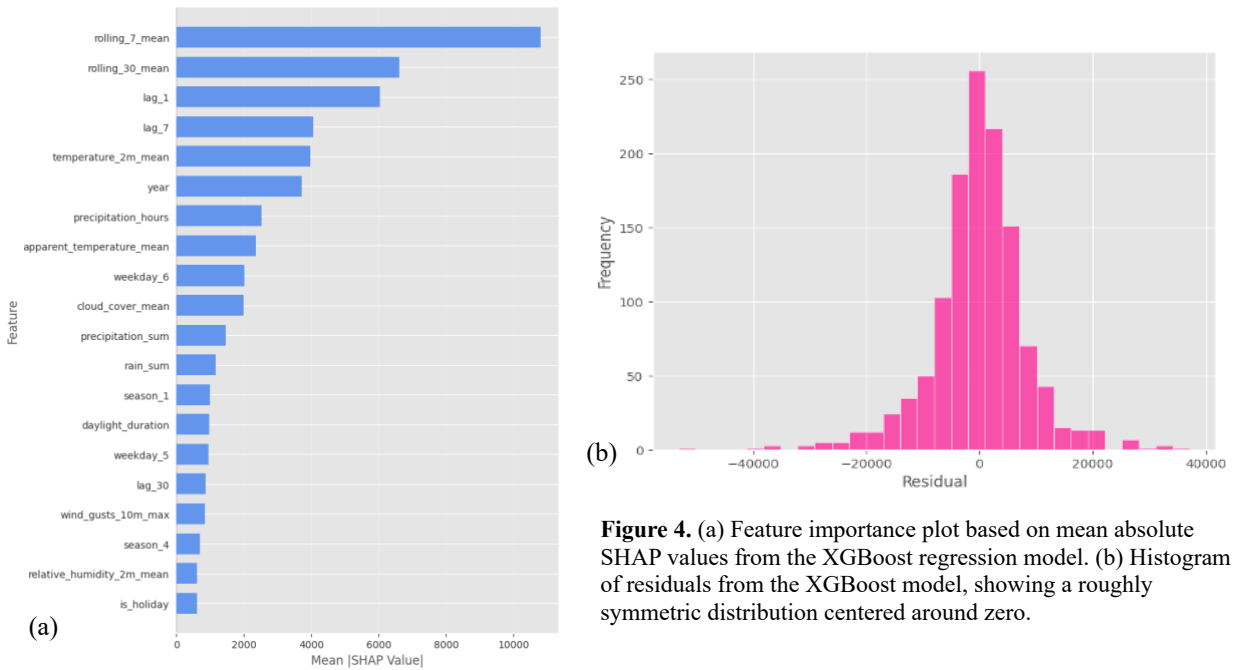 rolling_7_mean
rolling_30_mean
lag_1
lag_7
temperature_2m_mean
year
precipitation_hours
apparent_temperature_mean
weekday_6
cloud_cover_mean
precipitation_sum
rain_sum
season_1
daylight_duration
weekday_5
lag_30
wind_gusts_10m_max
season_4
relative_humidity_2m_mean
is_holiday
Feature
0 2000 4000 6000 8000 10000
Mean |SHAP Value|
(a)
250
200
150
100
50
0
Frequency
−40000 −20000 0 20000 40000
Residual
(b)
Figure 4. (a) Feature importance plot based on mean absolute
SHAP values from the XGBoost regression model. (b) Histogram
of residuals from the XGBoost model, showing a roughly
symmetric distribution centered around zero.